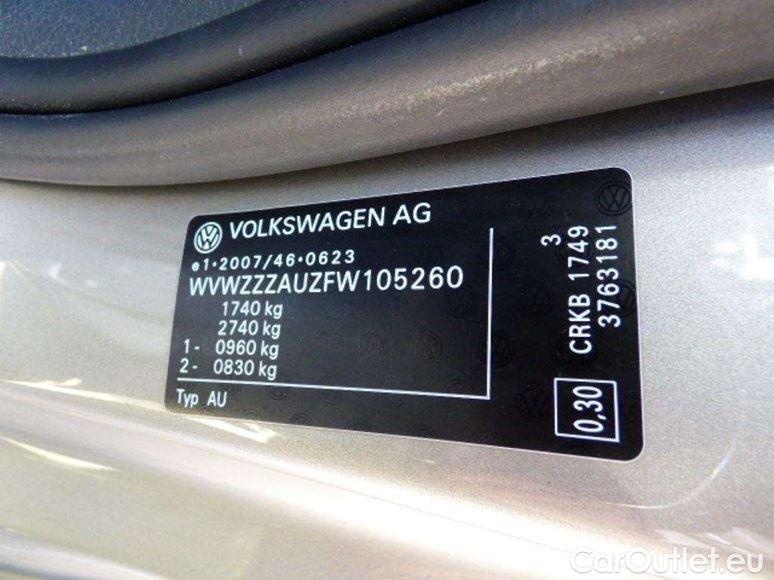 VOLKSWAGEN AG
e1*2007/46*0623
WVWZZZAUZFW105260
1740 kg
2740 kg
1- 0960 kg
2- 0830 kg
Typ AU
3
CRKB 1749
3763181
0,30
CarOutlet.eu